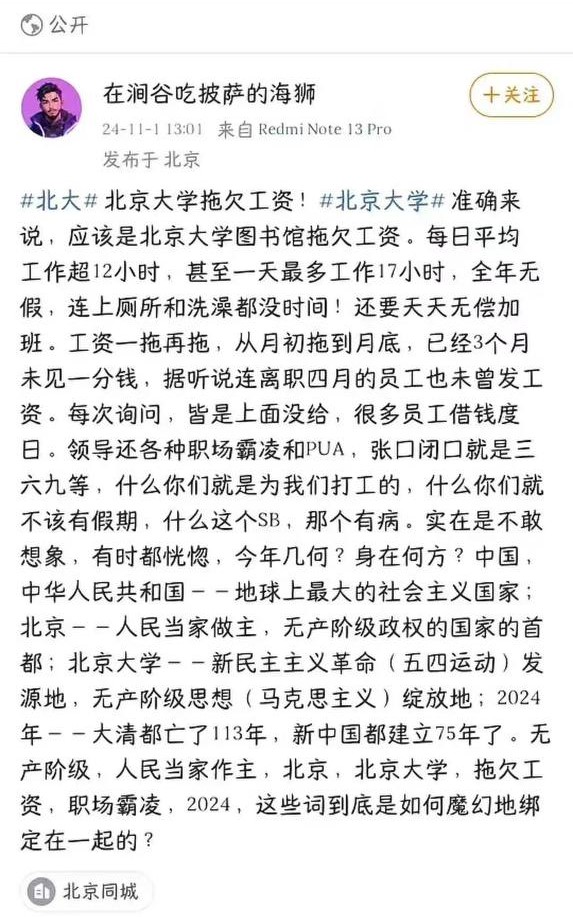 公开
在涧谷吃披萨的海狮
+关注
24-11-1 13:01 来自 Redmi Note 13 Pro
发布于 北京
#北大# 北京大学拖欠工资！#北京大学# 准确来
说，应该是北京大学图书馆拖欠工资。每日平均
工作超12小时，甚至一天最多工作17小时，全年无
假，连上厕所和洗澡都没时间！还要天天无偿加
班。工资一拖再拖，从月初拖到月底，已经3个月
未见一分钱，据听说连离职四月的员工也未曾发工
资。每次询问，皆是上面没给，很多员工借钱度
日。领导还各种职场霸凌和PUA，张口闭口就是三
六九等，什么你们就是为我们打工的，什么你们就
不该有假期，什么这个SB，那个有病。实在是不敢
想象，有时都恍惚，今年几何？身在何方？中国，
中华人民共和国－－地球上最大的社会主义国家；
北京－－人民当家做主，无产阶级政权的国家的首
都；北京大学－－新民主主义革命（五四运动）发
源地，无产阶级思想（马克思主义）绽放地；2024
年－－大清都亡了113年，新中国都建立75年了。无
产阶级，人民当家作主，北京，北京大学，拖欠工
资，职场霸凌，2024，这些词到底是如何魔幻地绑
定在一起的？
北京同城